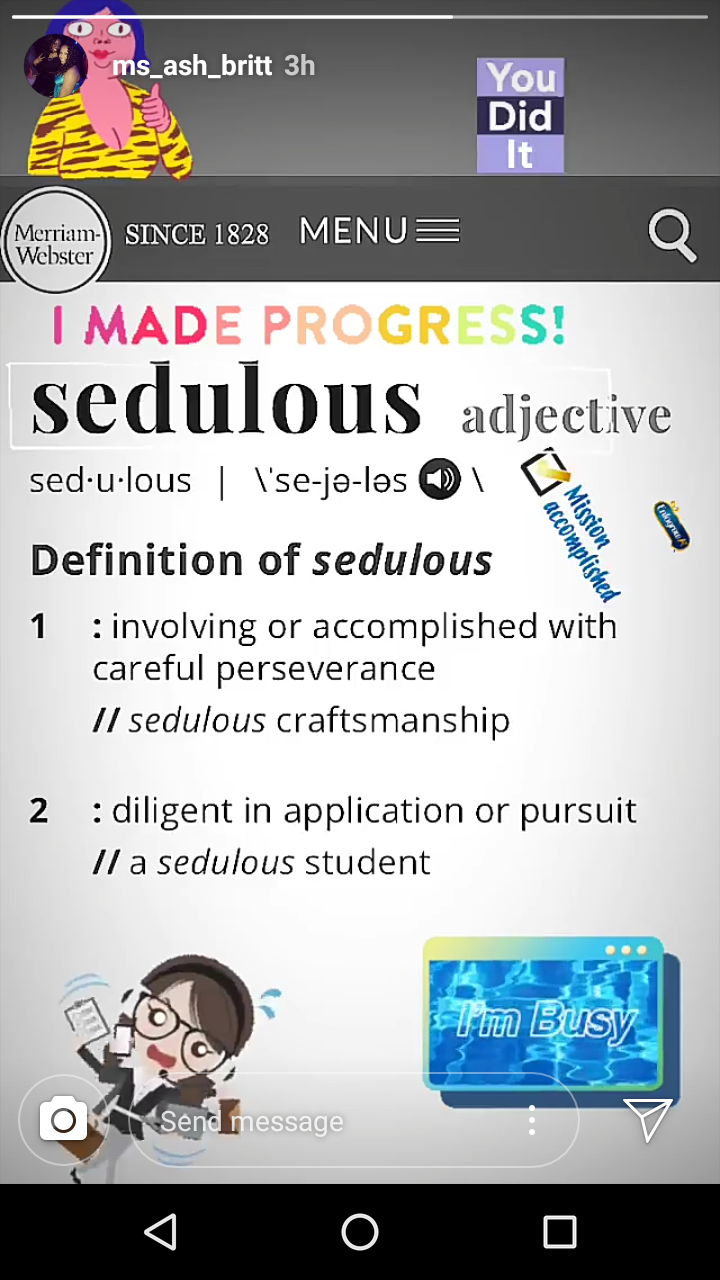 ms_ash_britt 3h
You
Did
It
Merriam-
Webster
SINCE 1828
MENU
I MADE PROGRESS!
sedulous adjective
sed·u·lous | \ˈse-jə-ləs \
Mission
accomplished
Definition of sedulous
1 : involving or accomplished with
careful perseverance
// sedulous craftsmanship
2 : diligent in application or pursuit
// a sedulous student
I'm Busy
Send message